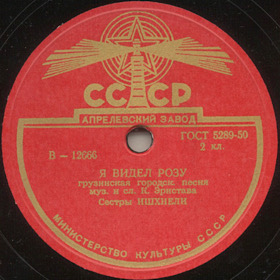 СССР
АПРЕЛЕВСКИЙ ЗАВОД
ГОСТ 5289-50
В — 12666
2 кл.
Я ВИДЕЛ РОЗУ
грузинская городск. песня
муз. и сл. К. Эристава
Сестры ИШХНЕЛИ
МИНИСТЕРСТВО КУЛЬТУРЫ СССР